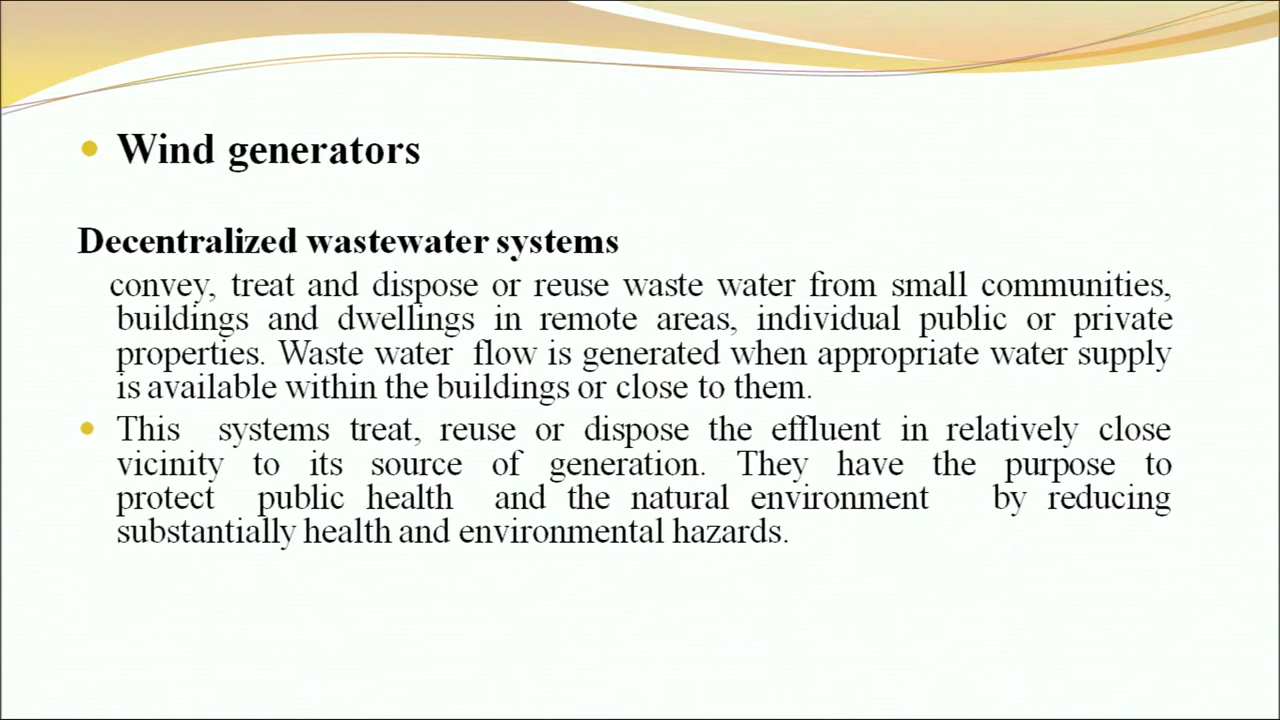 Wind generators
Decentralized wastewater systems
convey, treat and dispose or reuse waste water from small communities,
buildings and dwellings in remote areas, individual public or private
properties. Waste water flow is generated when appropriate water supply
is available within the buildings or close to them.
This systems treat, reuse or dispose the effluent in relatively close
vicinity to its source of generation. They have the purpose to
protect public health and the natural environment by reducing
substantially health and environmental hazards.